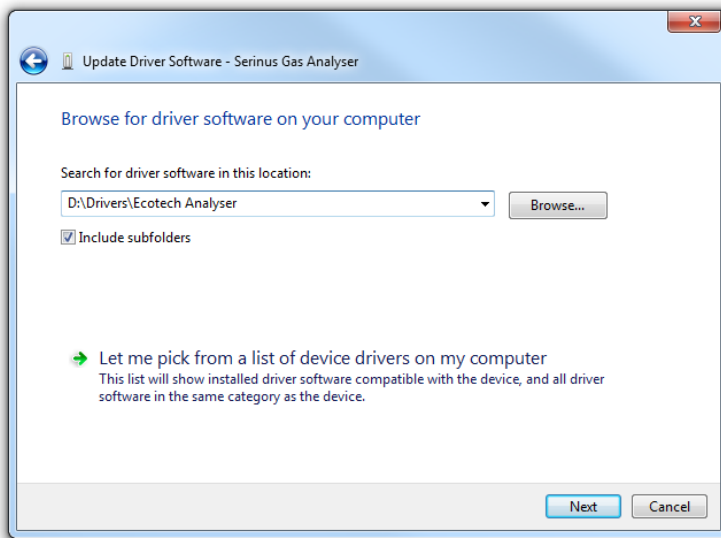 Update Driver Software - Serinus Gas Analyser
Browse for driver software on your computer
Search for driver software in this location:
D:\Drivers\Ecotech Analyser
Browse...
Include subfolders
Let me pick from a list of device drivers on my computer
This list will show installed driver software compatible with the device, and all driver
software in the same category as the device.
Next
Cancel